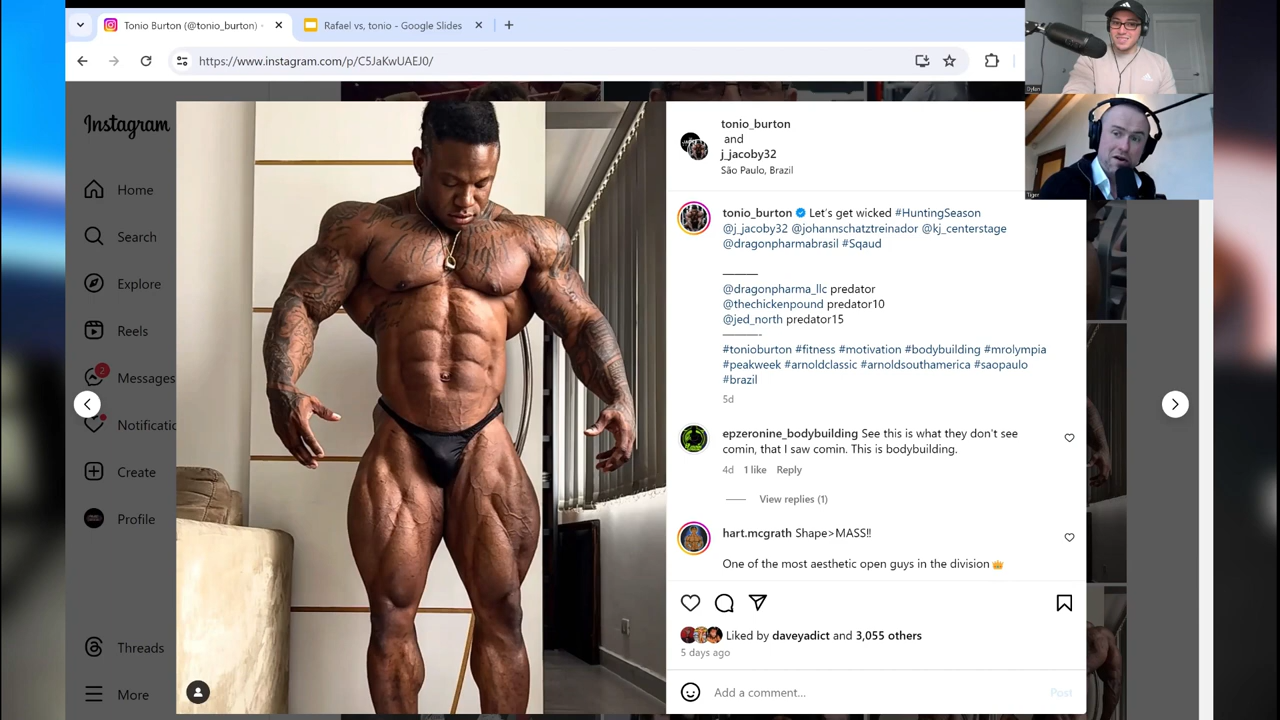 Tonio Burton (@tonio_burton) •
Rafael vs, tonio - Google Slides
https://www.instagram.com/p/C5JaKwUAEJ0/
Dylan
Tiger
Instagram
Home
Search
Explore
Reels
2
Messages
Notificatic
Create
Profile
Threads
More
tonio_burton
and
j_jacoby32
São Paulo, Brazil
tonio_burton Let's get wicked #HuntingSeason
@j_jacoby32 @johannschatztreinador @kj_centerstage
@dragonpharmabrasil #Sqaud
———
@dragonpharma_llc predator
@thechickenpound predator10
@jed_north predator15
———-
#tonioburton #fitness #motivation #bodybuilding #mrolympia
#peakweek #arnoldclassic #arnoldsouthamerica #saopaulo
#brazil
5d
epzeronine_bodybuilding See this is what they don't see
comin, that I saw comin. This is bodybuilding.
4d 1 like Reply
View replies (1)
hart.mcgrath Shape>MASS!!
One of the most aesthetic open guys in the division 👑
Liked by daveyadict and 3,055 others
5 days ago
Add a comment...
Post